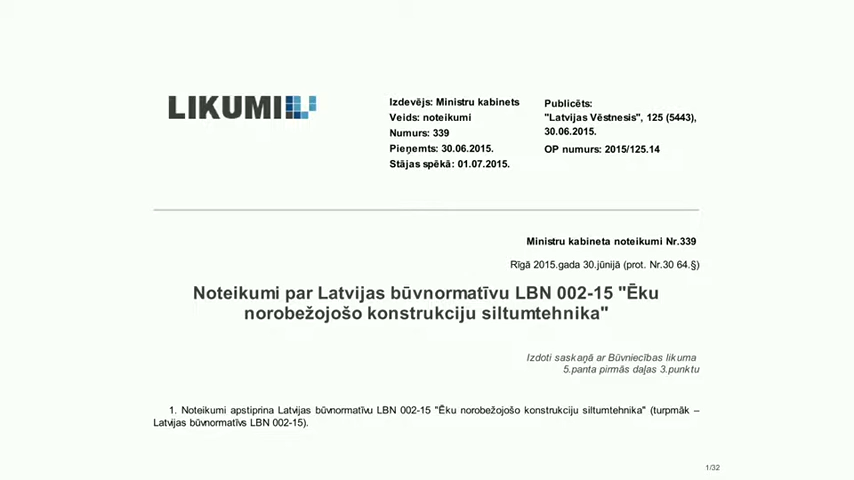 LIKUMI
Izdevējs: Ministru kabinets
Veids: noteikumi
Numurs: 339
Pieņemts: 30.06.2015.
Stājas spēkā: 01.07.2015.
Publicēts:
"Latvijas Vēstnesis", 125 (5443),
30.06.2015.
OP numurs: 2015/125.14
Ministru kabineta noteikumi Nr.339
Rīgā 2015.gada 30.jūnijā (prot. Nr.30 64.§)
Noteikumi par Latvijas būvnormatīvu LBN 002-15 "Ēku
norobežojošo konstrukciju siltumtehnika"
Izdoti saskaņā ar Būvniecības likuma
5.panta pirmās daļas 3.punktu
1. Noteikumi apstiprina Latvijas būvnormatīvu LBN 002-15 "Ēku norobežojošo konstrukciju siltumtehnika" (turpmāk –
Latvijas būvnormatīvs LBN 002-15).
1/32